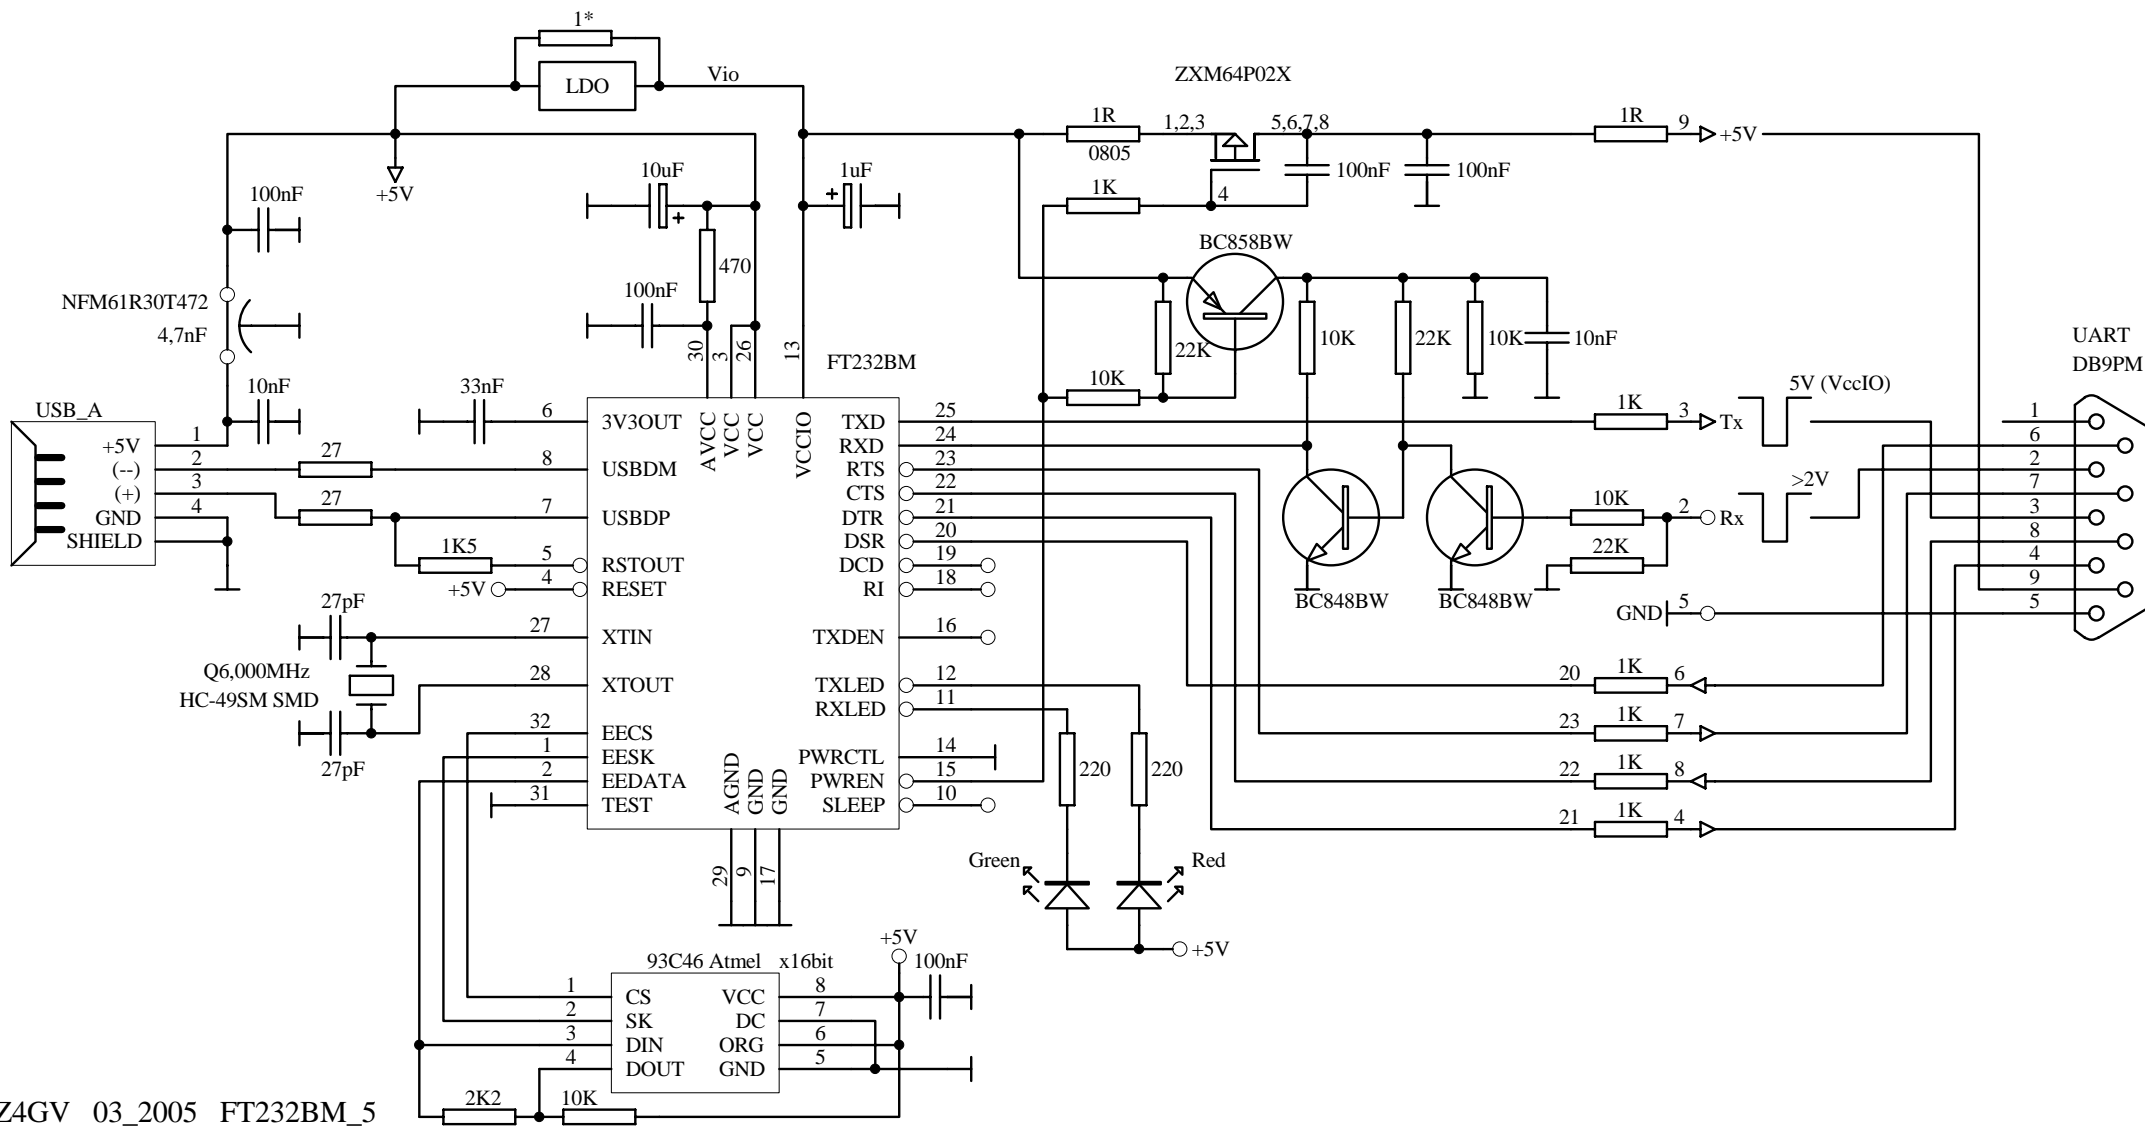 1*
LDO
Vio
ZXM64P02X
1R
0805
1,2,3
5,6,7,8
1R
9
+5V
+5V
100nF
10uF
+
+
1uF
1K
4
100nF
100nF
470
100nF
BC858BW
NFM61R30T472
4,7nF
22K
10K
10K
22K
10K
10nF
UART
DB9PM
30
3
26
13
FT232BM
10nF
33nF
5V (VccIO)
USB_A
+5V
(--)
(+)
GND
SHIELD
1
2
3
4
27
27
1K5
+5V
6
8
7
5
4
3V3OUT
USBDM
USBDP
RSTOUT
RESET
AVCC
VCC
VCC
VCCIO
TXD
RXD
RTS
CTS
DTR
DSR
DCD
RI
TXDEN
TXLED
RXLED
PWRCTL
PWREN
SLEEP
25
24
23
22
21
20
19
18
16
12
11
14
15
10
1K
3
Tx
>2V
10K
2
Rx
22K
BC848BW
BC848BW
GND
5
1
6
2
7
3
8
4
9
5
27pF
Q6,000MHz
HC-49SM SMD
27pF
27
28
32
1
2
31
XTIN
XTOUT
EECS
EESK
EEDATA
TEST
AGND
GND
GND
29
9
17
220
220
Green
Red
+5V
20
1K
6
23
1K
7
22
1K
8
21
1K
4
93C46 Atmel x16bit
+5V
100nF
1
2
3
4
CS
SK
DIN
DOUT
VCC
DC
ORG
GND
8
7
6
5
2K2
10K
Z4GV 03_2005 FT232BM_5